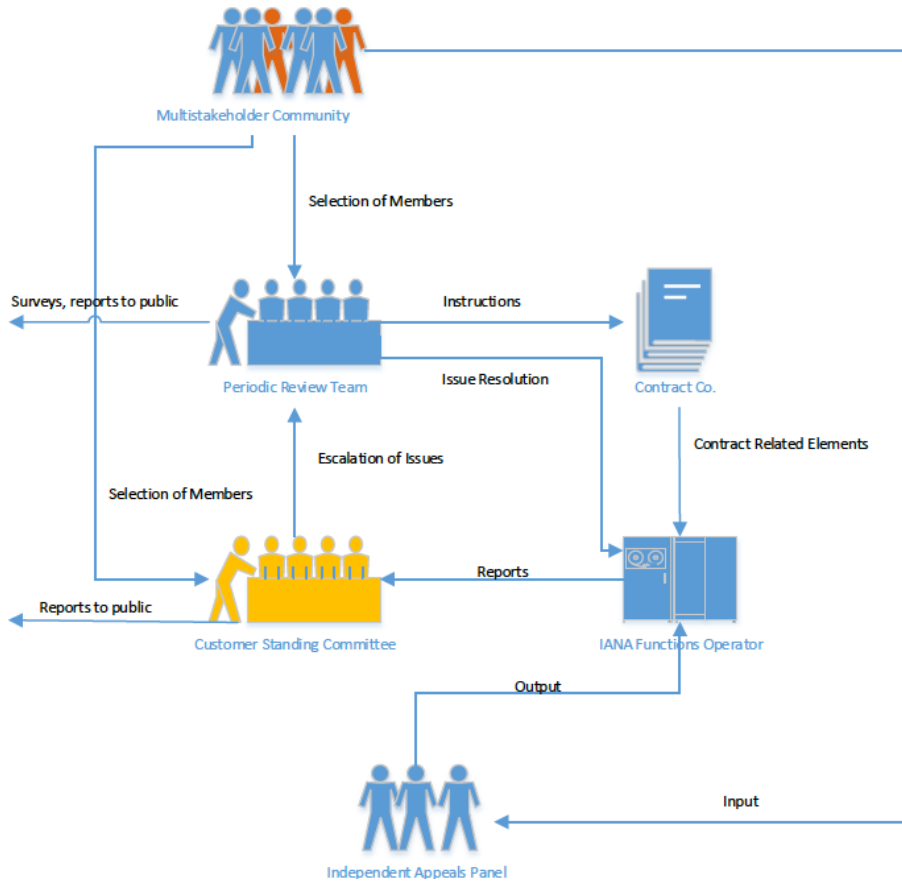 Multistakeholder Community
Selection of Members
Surveys, reports to public
Instructions
Periodic Review Team
Issue Resolution
Contract Co.
Escalation of Issues
Contract Related Elements
Selection of Members
Reports
Reports to public
Customer Standing Committee
IANA Functions Operator
Output
Input
Independent Appeals Panel